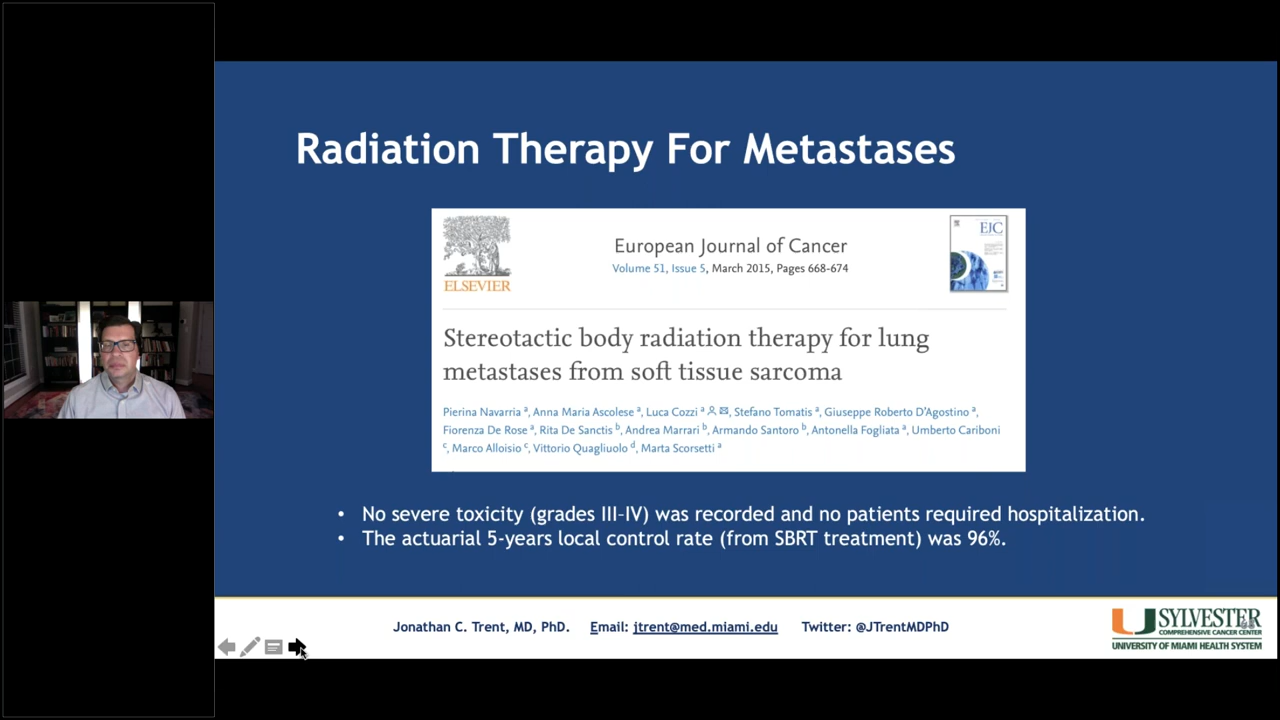 Radiation Therapy For Metastases
ELSEVIER
European Journal of Cancer
Volume 51, Issue 5, March 2015, Pages 668-674
EJC
Stereotactic body radiation therapy for lung
metastases from soft tissue sarcoma
Pierina Navarria a, Anna Maria Ascolese a, Luca Cozzi a, Stefano Tomatis a, Giuseppe Roberto D'Agostino a,
Fiorenza De Rose a, Rita De Sanctis b, Andrea Marrari b, Armando Santoro b, Antonella Fogliata a, Umberto Cariboni
c, Marco Alloisio c, Vittorio Quagliuolo d, Marta Scorsetti a
• No severe toxicity (grades III-IV) was recorded and no patients required hospitalization.
• The actuarial 5-years local control rate (from SBRT treatment) was 96%.
Jonathan C. Trent, MD, PhD. Email: jtrent@med.miami.edu Twitter: @JTrentMDPhD
SYLVESTER
COMPREHENSIVE CANCER CENTER
UNIVERSITY OF MIAMI HEALTH SYSTEM